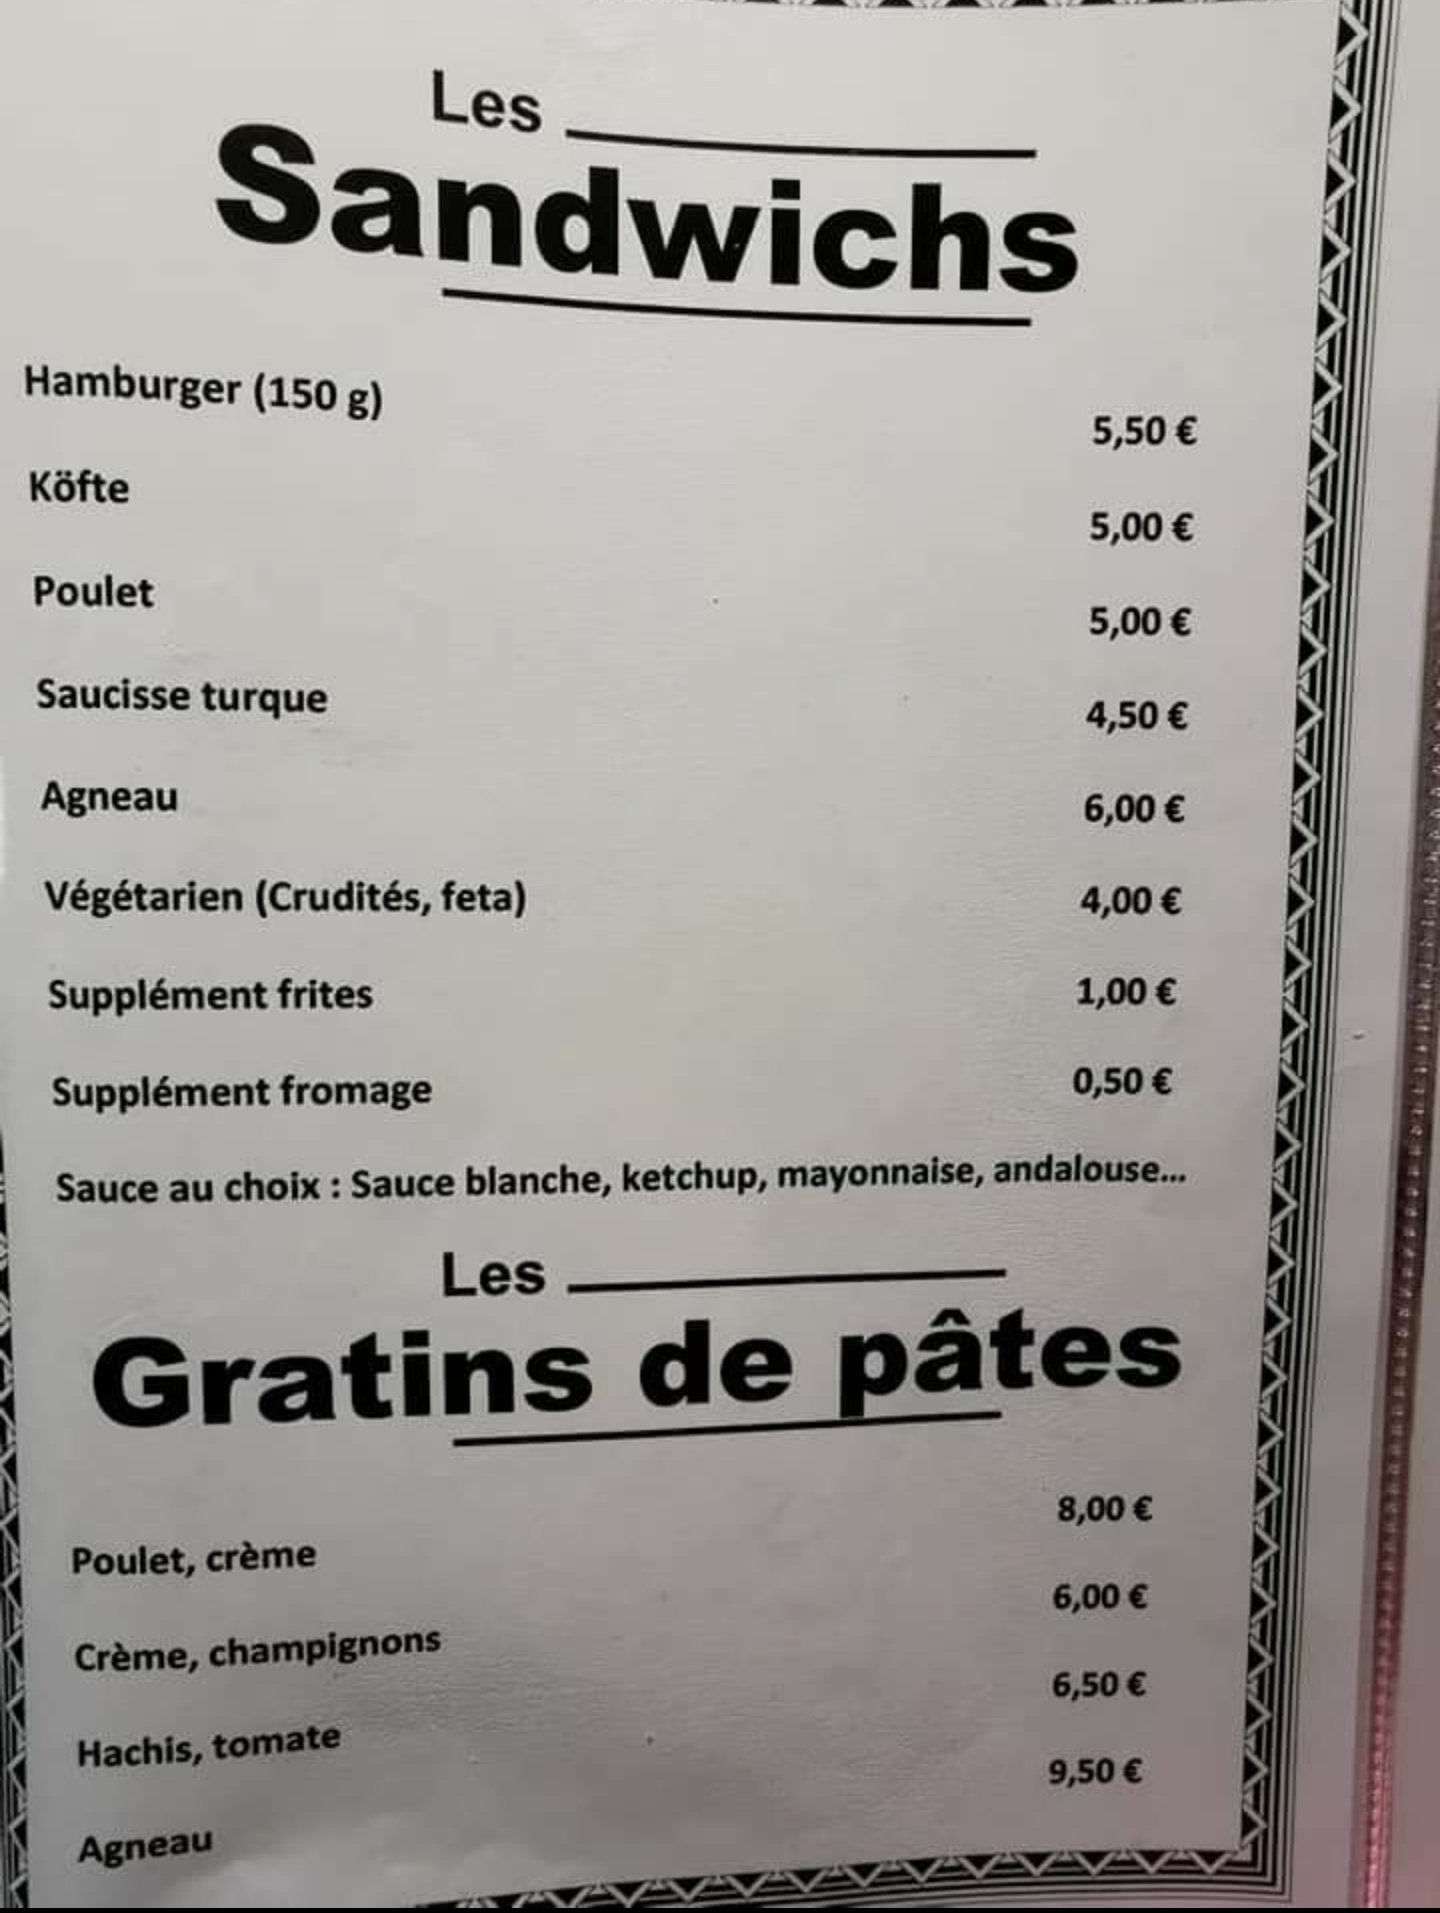 Les
Sandwichs
Hamburger (150 g) 5,50 €
Köfte 5,00 €
Poulet 5,00 €
Saucisse turque 4,50 €
Agneau 6,00 €
Végétarien (Crudités, feta) 4,00 €
Supplément frites 1,00 €
Supplément fromage 0,50 €
Sauce au choix : Sauce blanche, ketchup, mayonnaise, andalouse...
Les
Gratins de pâtes
Poulet, crème 8,00 €
Crème, champignons 6,00 €
Hachis, tomate 6,50 €
Agneau 9,50 €